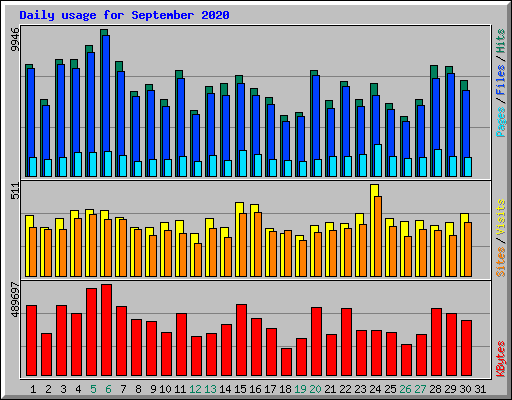 Daily usage for September 2020
9946
Pages / Files / Hits
511
Sites / Visits
489697
KBytes
1 2 3 4 5 6 7 8 9 10 11 12 13 14 15 16 17 18 19 20 21 22 23 24 25 26 27 28 29 30 31